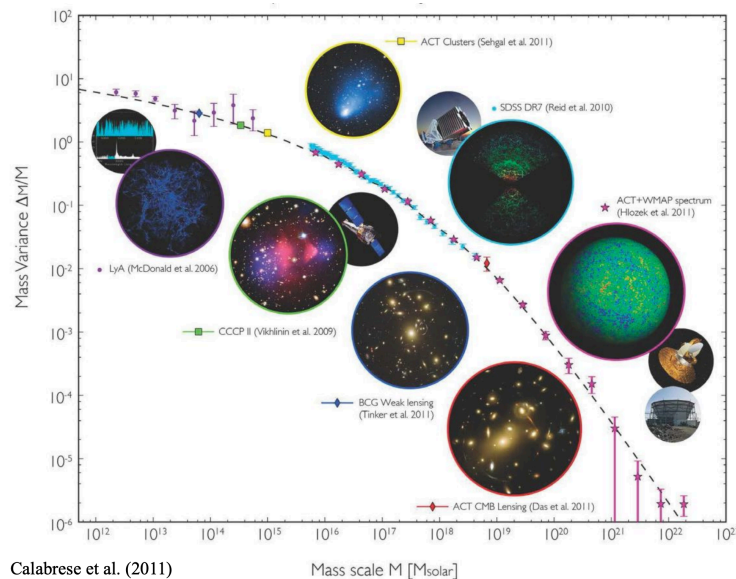 10²
10¹
10⁰
10⁻¹
10⁻²
10⁻³
10⁻⁴
10⁻⁵
10⁻⁶
Mass Variance ΔM/M
ACT Clusters (Sehgal et al. 2011)
SDSS DR7 (Reid et al. 2010)
ACT+WMAP spectrum
(Hlozek et al. 2011)
LyA (McDonald et al. 2006)
CCCP II (Vikhlinin et al. 2009)
BCG Weak lensing
(Tinker et al. 2011)
ACT CMB Lensing (Das et al. 2011)
10¹² 10¹³ 10¹⁴ 10¹⁵ 10¹⁶ 10¹⁷ 10¹⁸ 10¹⁹ 10²⁰ 10²¹ 10²² 10²³
Mass scale M [Msolar]
Calabrese et al. (2011)